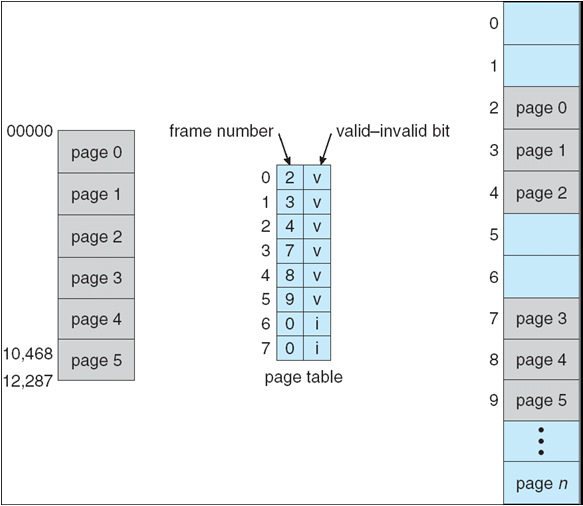 00000
page 0
page 1
page 2
page 3
page 4
10,468
page 5
12,287
frame number
valid–invalid bit
0 2 v
1 3 v
2 4 v
3 7 v
4 8 v
5 9 v
6 0 i
7 0 i
page table
0
1
2 page 0
3 page 1
4 page 2
5
6
7 page 3
8 page 4
9 page 5
page n